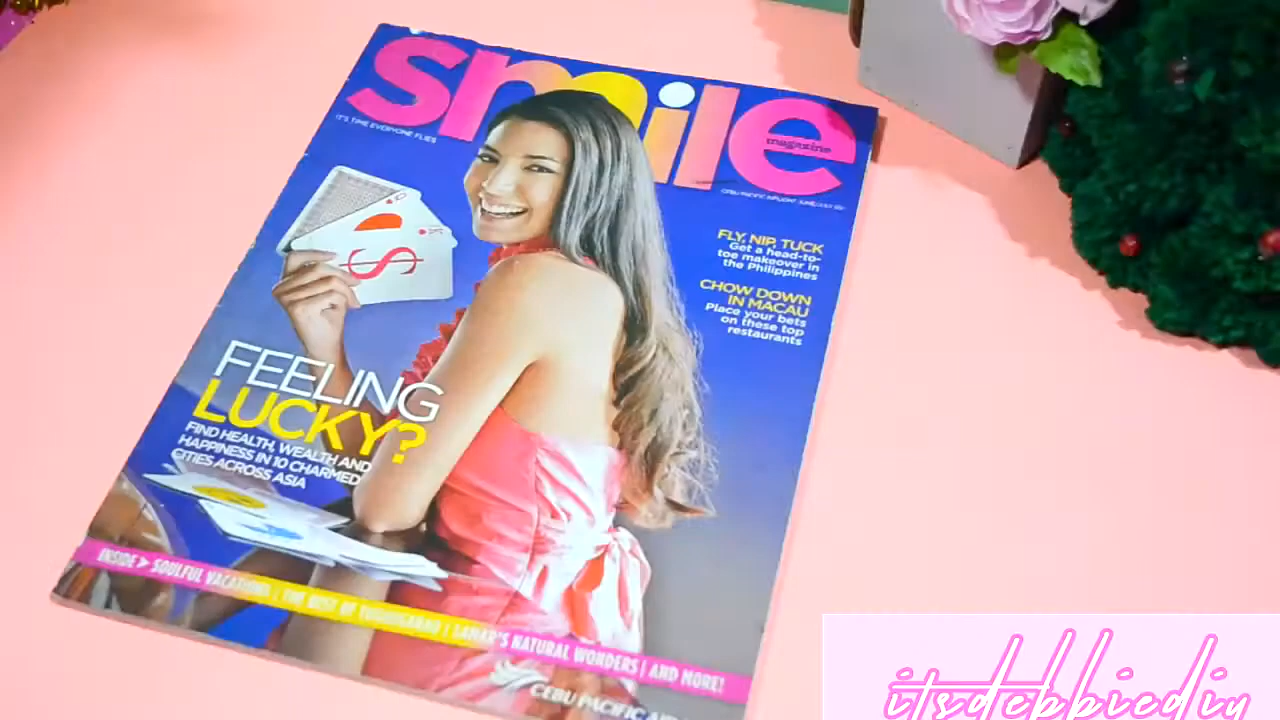 smile
magazine
IT'S TIME EVERYONE FLIES
FLY, NIP, TUCK
Get a head-to-
toe makeover in
the Philippines
CHOW DOWN
IN MACAU
Place your bets
on these top
restaurants
FEELING
LUCKY?
FIND HEALTH, WEALTH AND
HAPPINESS IN 10 CHARMED
CITIES ACROSS ASIA
INSIDE > SOULFUL VACATIONS | THE BEST OF TUGUEGARAO | SAMAR'S NATURAL WONDERS | AND MORE!
CEBU PACIFIC AIR
itsdebbiediy